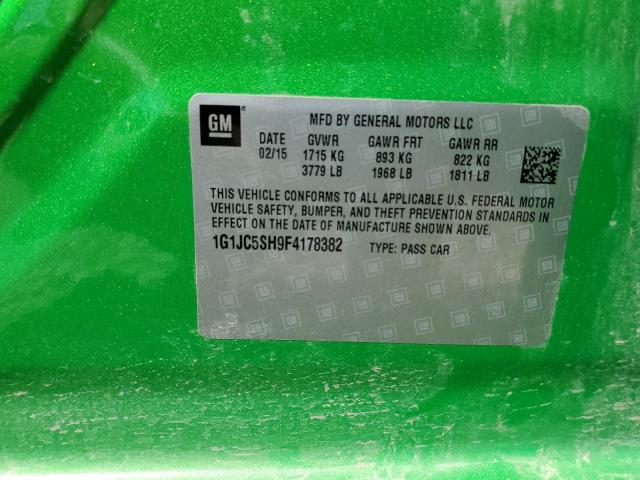 GM
MFD BY GENERAL MOTORS LLC
DATE GVWR GAWR FRT GAWR RR
02/15 1715 KG 893 KG 822 KG
3779 LB 1968 LB 1811 LB
THIS VEHICLE CONFORMS TO ALL APPLICABLE U.S. FEDERAL MOTOR
VEHICLE SAFETY, BUMPER, AND THEFT PREVENTION STANDARDS IN
EFFECT ON THE DATE OF MANUFACTURE SHOWN ABOVE.
1G1JC5SH9F4178382 TYPE: PASS CAR